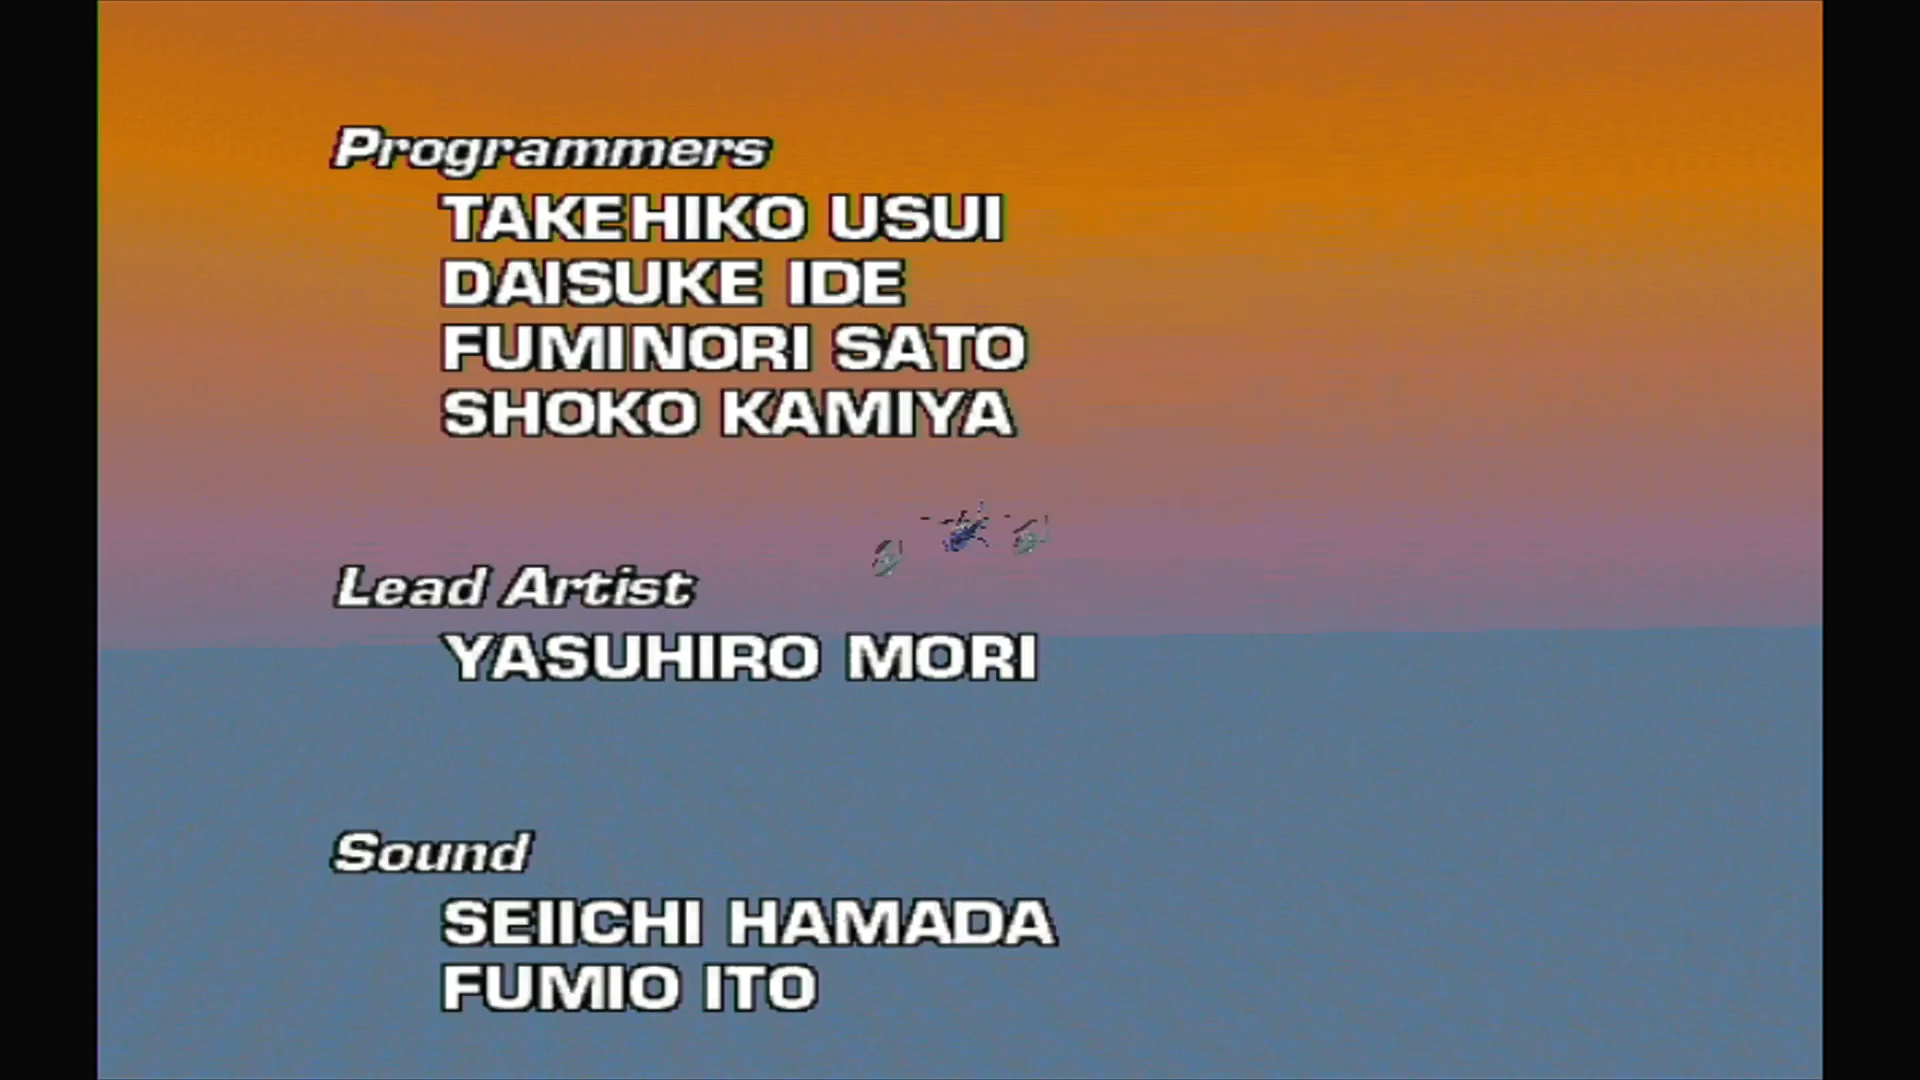 Programmers
TAKEHIKO USUI
DAISUKE IDE
FUMINORI SATO
SHOKO KAMIYA
Lead Artist
YASUHIRO MORI
Sound
SEIICHI HAMADA
FUMIO ITO